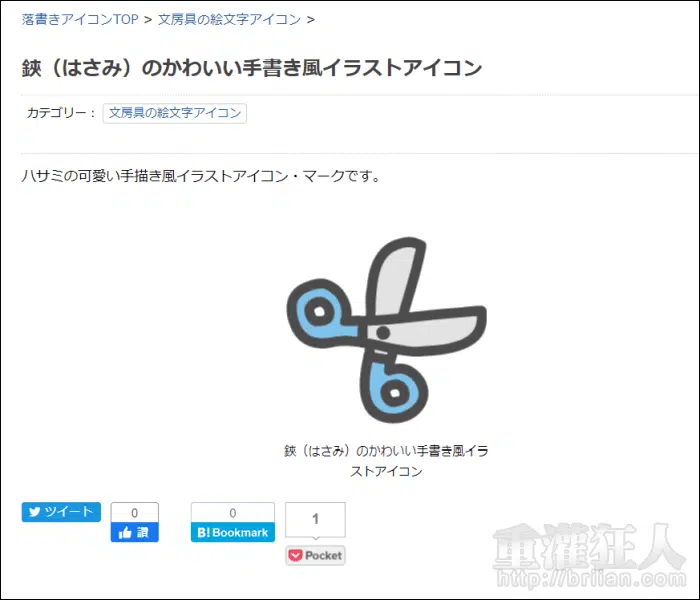 落書きアイコンTOP > 文房具の絵文字アイコン >
鋏（はさみ）のかわいい手書き風イラストアイコン
カテゴリー： 文房具の絵文字アイコン
ハサミの可愛い手描き風イラストアイコン・マークです。
鋏（はさみ）のかわいい手書き風イラ
ストアイコン
ツイート
0
讚
0
B!Bookmark
1
Pocket
重灌狂人
http://briian.com